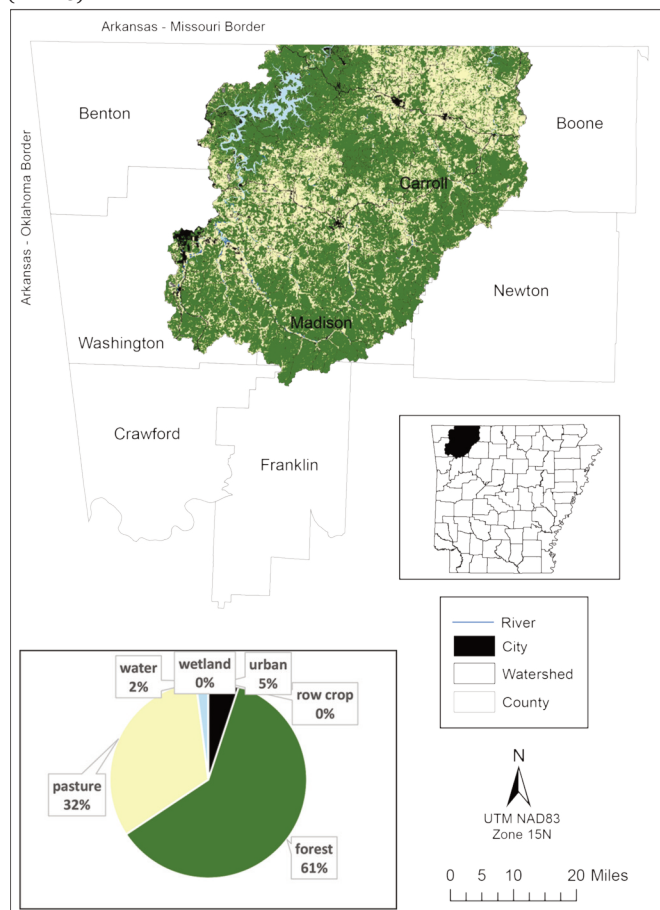 Arkansas - Missouri Border
Arkansas - Oklahoma Border
Benton
Boone
Carroll
Newton
Madison
Washington
Crawford
Franklin
River
City
Watershed
County
water
2%
wetland
0%
urban
5%
row crop
0%
pasture
32%
forest
61%
N
UTM NAD83
Zone 15N
0 5 10 20 Miles